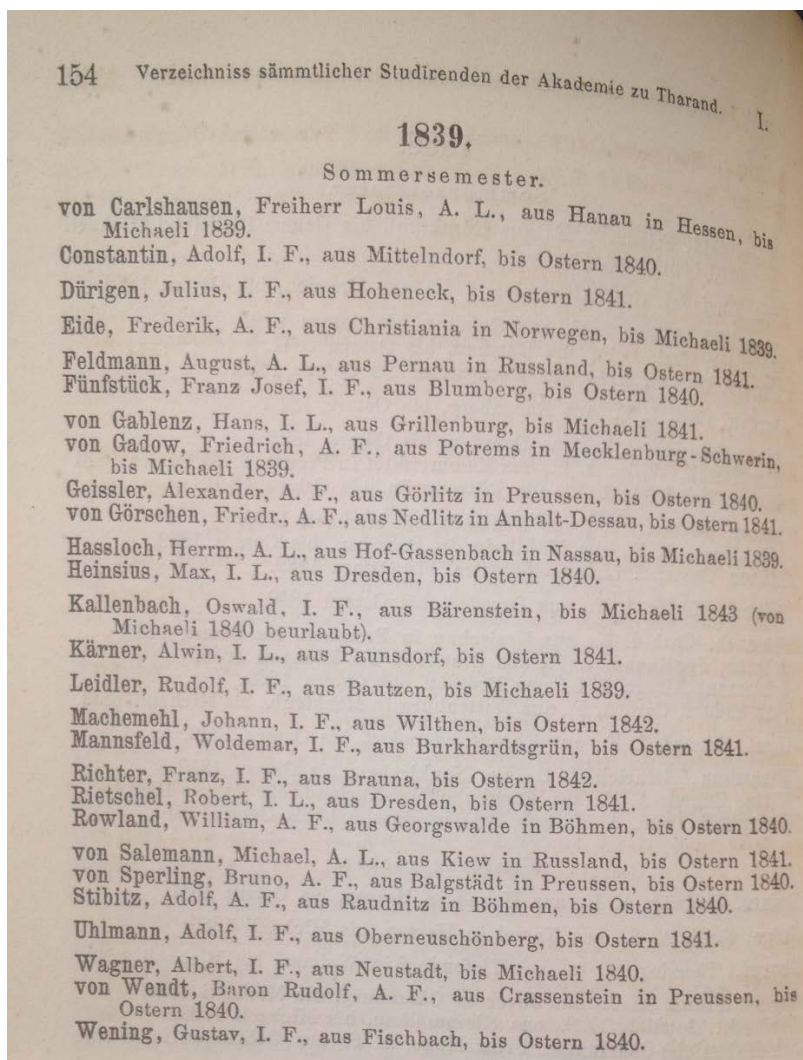 154 Verzeichniss sämmtlicher Studirenden der Akademie zu Tharand. I.
1839.
Sommersemester.
von Carlshausen, Freiherr Louis, A. L., aus Hanau in Hessen, bis
Michaeli 1839.
Constantin, Adolf, I. F., aus Mittelndorf, bis Ostern 1840.
Dürigen, Julius, I. F., aus Hoheneck, bis Ostern 1841.
Eide, Frederik, A. F., aus Christiania in Norwegen, bis Michaeli 1839.
Feldmann, August, A. L., aus Pernau in Russland, bis Ostern 1841.
Fünfstück, Franz Josef, I. F., aus Blumberg, bis Ostern 1840.
von Gablenz, Hans, I. L., aus Grillenburg, bis Michaeli 1841.
von Gadow, Friedrich, A. F., aus Potrems in Mecklenburg-Schwerin,
bis Michaeli 1839.
Geissler, Alexander, A. F., aus Görlitz in Preussen, bis Ostern 1840.
von Görschen, Friedr., A. F., aus Nedlitz in Anhalt-Dessau, bis Ostern 1841.
Hassloch, Herrm., A. L., aus Hof-Gassenbach in Nassau, bis Michaeli 1839.
Heinsius, Max, I. L., aus Dresden, bis Ostern 1840.
Kallenbach, Oswald, I. F., aus Bärenstein, bis Michaeli 1843 (von
Michaeli 1840 beurlaubt).
Kärner, Alwin, I. L., aus Paunsdorf, bis Ostern 1841.
Leidler, Rudolf, I. F., aus Bautzen, bis Michaeli 1839.
Machemehl, Johann, I. F., aus Wilthen, bis Ostern 1842.
Mannsfeld, Woldemar, I. F., aus Burkhardtsgrün, bis Ostern 1841.
Richter, Franz, I. F., aus Brauna, bis Ostern 1842.
Rietschel, Robert, I. L., aus Dresden, bis Ostern 1841.
Rowland, William, A. F., aus Georgswalde in Böhmen, bis Ostern 1840.
von Salemann, Michael, A. L., aus Kiew in Russland, bis Ostern 1841.
von Sperling, Bruno, A. F., aus Balgstädt in Preussen, bis Ostern 1840.
Stibitz, Adolf, A. F., aus Raudnitz in Böhmen, bis Ostern 1840.
Uhlmann, Adolf, I. F., aus Oberneuschönberg, bis Ostern 1841.
Wagner, Albert, I. F., aus Neustadt, bis Michaeli 1840.
von Wendt, Baron Rudolf, A. F., aus Crassenstein in Preussen, bis
Ostern 1840.
Wening, Gustav, I. F., aus Fischbach, bis Ostern 1840.